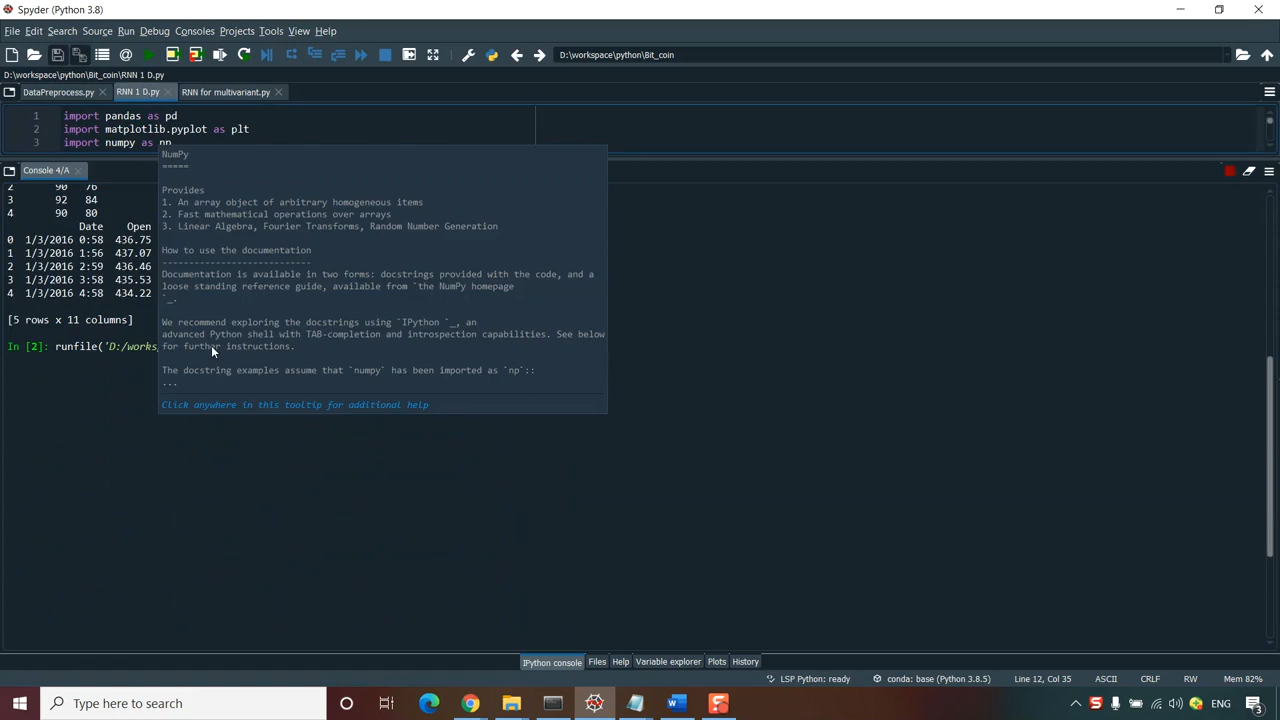 Spyder (Python 3.8)
File Edit Search Source Run Debug Consoles Projects Tools View Help
D:\workspace\python\Bit_coin
D:\workspace\python\Bit_coin\RNN 1 D.py
DataPreprocess.py RNN 1 D.py RNN for multivariant.py
1 import pandas as pd
2 import matplotlib.pyplot as plt
3 import numpy as np
Console 4/A
2 90 76
3 92 84
4 90 80
Date Open
0 1/3/2016 0:58 436.75
1 1/3/2016 1:56 437.07
2 1/3/2016 2:59 436.46
3 1/3/2016 3:58 435.53
4 1/3/2016 4:58 434.22
[5 rows x 11 columns]
In [2]: runfile('D:/works
NumPy
=====
Provides
1. An array object of arbitrary homogeneous items
2. Fast mathematical operations over arrays
3. Linear Algebra, Fourier Transforms, Random Number Generation
How to use the documentation
----------------------------
Documentation is available in two forms: docstrings provided with the code, and a
loose standing reference guide, available from `the NumPy homepage
`_.
We recommend exploring the docstrings using `IPython `_, an
advanced Python shell with TAB-completion and introspection capabilities. See below
for further instructions.
The docstring examples assume that `numpy` has been imported as `np`::
...
Click anywhere in this tooltip for additional help
IPython console Files Help Variable explorer Plots History
LSP Python: ready conda: base (Python 3.8.5) Line 12, Col 35 ASCII CRLF RW Mem 82%
Type here to search
ENG
3